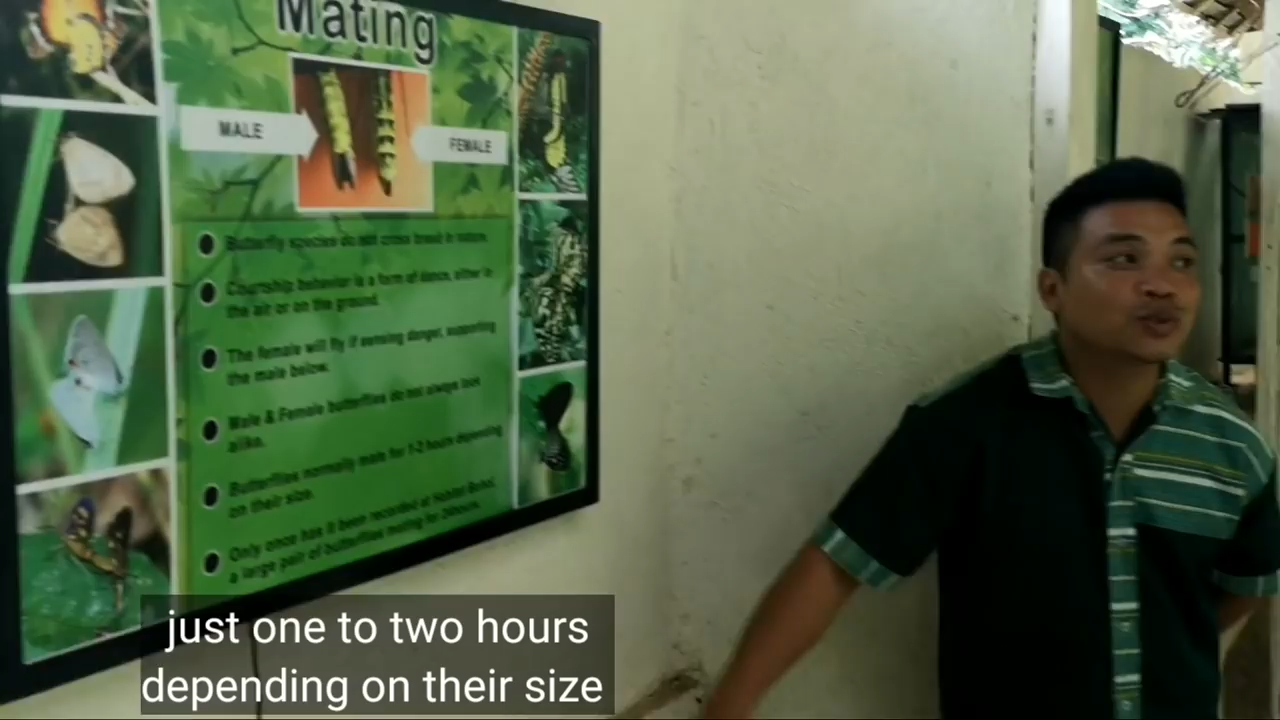 Mating
MALE
FEMALE
Butterfly species do not cross breed in nature.
Courtship behavior is a form of dance, either in
the air or on the ground.
The female will fly if sensing danger, supporting
the male below.
Male & Female butterflies do not always look
alike.
Butterflies normally mate for 1-2 hours depending
on their size.
Only once has it been recorded at Habitat Bohol,
a large pair of butterflies mating for 24hours.
just one to two hours
depending on their size